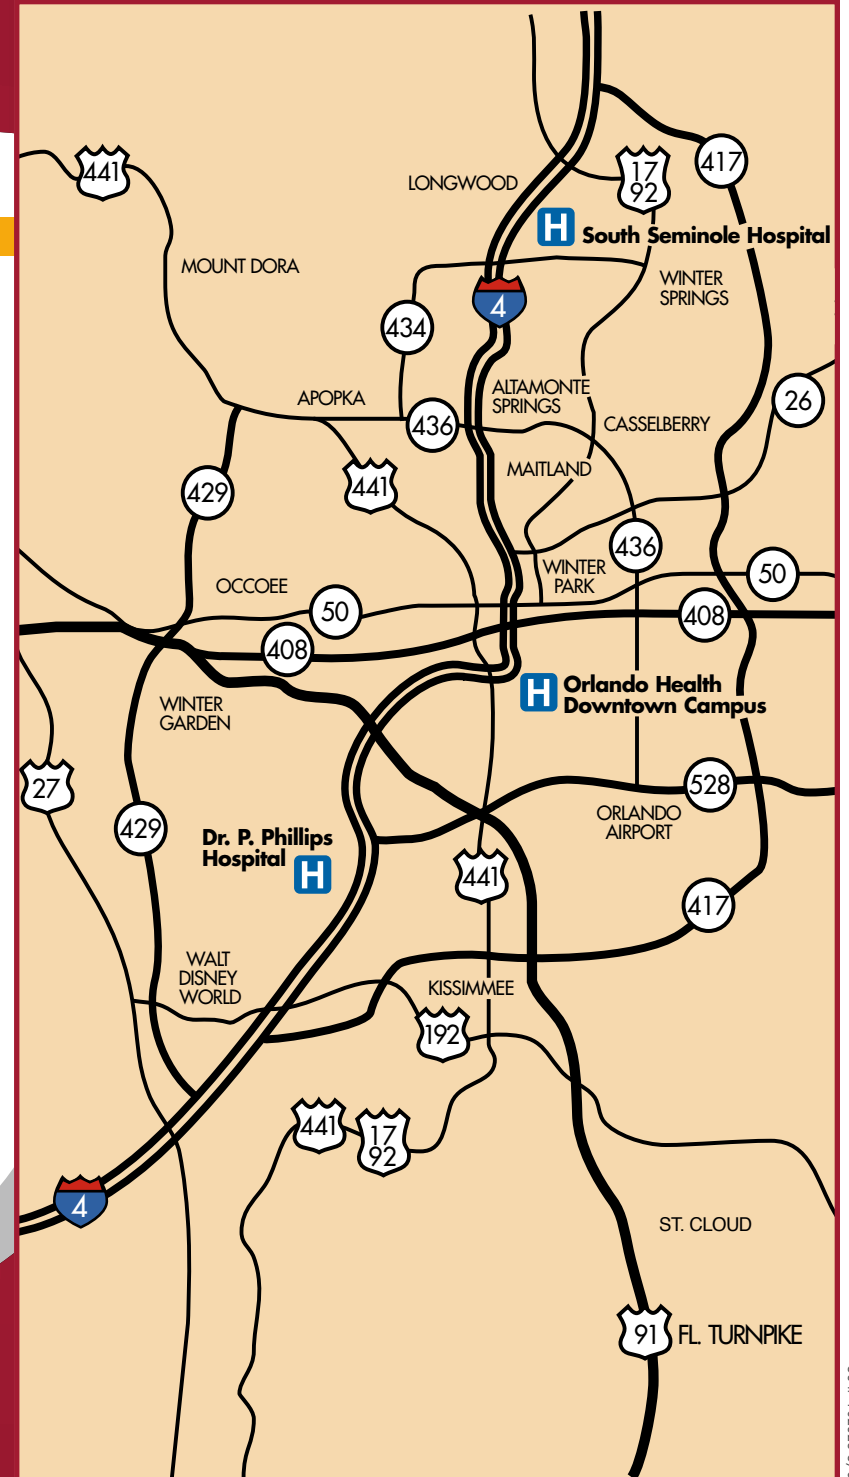 441
17
92
417
LONGWOOD
H South Seminole Hospital
MOUNT DORA
WINTER
SPRINGS
4
434
ALTAMONTE
SPRINGS
APOPKA
26
436
CASSELBERRY
MAITLAND
429
441
436
WINTER
PARK
50
OCCOEE
50
408
408
H Orlando Health
Downtown Campus
WINTER
GARDEN
27
528
ORLANDO
AIRPORT
429
Dr. P. Phillips
Hospital H
441
417
WALT
DISNEY
WORLD
KISSIMMEE
192
441
17
92
4
ST. CLOUD
91 FL. TURNPIKE